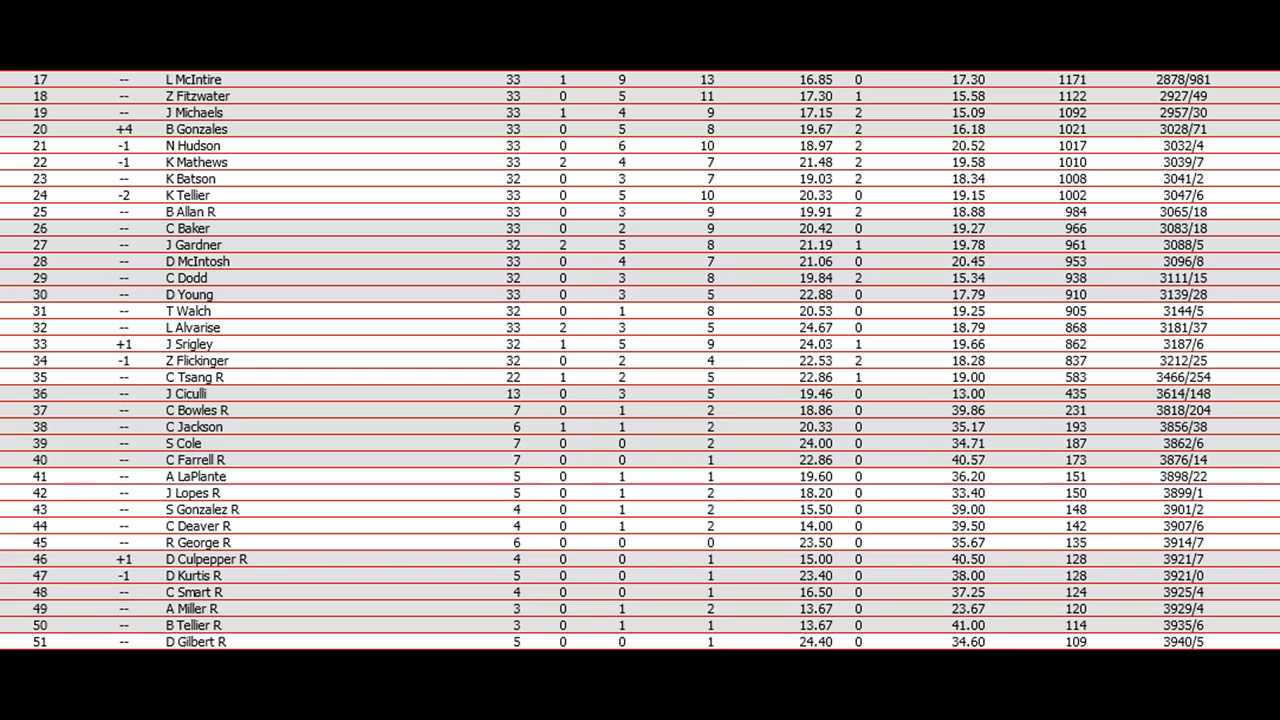 17 -- L McIntire 33 1 9 13 16.85 0 17.30 1171 2878/981
18 -- Z Fitzwater 33 0 5 11 17.30 1 15.58 1122 2927/49
19 -- J Michaels 33 1 4 9 17.15 2 15.09 1092 2957/30
20 +4 B Gonzales 33 0 5 8 19.67 2 16.18 1021 3028/71
21 -1 N Hudson 33 0 6 10 18.97 2 20.52 1017 3032/4
22 -1 K Mathews 33 2 4 7 21.48 2 19.58 1010 3039/7
23 -- K Batson 32 0 3 7 19.03 2 18.34 1008 3041/2
24 -2 K Tellier 33 0 5 10 20.33 0 19.15 1002 3047/6
25 -- B Allan R 33 0 3 9 19.91 2 18.88 984 3065/18
26 -- C Baker 33 0 2 9 20.42 0 19.27 966 3083/18
27 -- J Gardner 32 2 5 8 21.19 1 19.78 961 3088/5
28 -- D McIntosh 33 0 4 7 21.06 0 20.45 953 3096/8
29 -- C Dodd 32 0 3 8 19.84 2 15.34 938 3111/15
30 -- D Young 33 0 3 5 22.88 0 17.79 910 3139/28
31 -- T Walch 32 0 1 8 20.53 0 19.25 905 3144/5
32 -- L Alvarise 33 2 3 5 24.67 0 18.79 868 3181/37
33 +1 J Srigley 32 1 5 9 24.03 1 19.66 862 3187/6
34 -1 Z Flickinger 32 0 2 4 22.53 2 18.28 837 3212/25
35 -- C Tsang R 22 1 2 5 22.86 1 19.00 583 3466/254
36 -- J Ciculli 13 0 3 5 19.46 0 13.00 435 3614/148
37 -- C Bowles R 7 0 1 2 18.86 0 39.86 231 3818/204
38 -- C Jackson 6 1 1 2 20.33 0 35.17 193 3856/38
39 -- S Cole 7 0 0 2 24.00 0 34.71 187 3862/6
40 -- C Farrell R 7 0 0 1 22.86 0 40.57 173 3876/14
41 -- A LaPlante 5 0 1 1 19.60 0 36.20 151 3898/22
42 -- J Lopes R 5 0 1 2 18.20 0 33.40 150 3899/1
43 -- S Gonzalez R 4 0 1 2 15.50 0 39.00 148 3901/2
44 -- C Deaver R 4 0 1 2 14.00 0 39.50 142 3907/6
45 -- R George R 6 0 0 0 23.50 0 35.67 135 3914/7
46 +1 D Culpepper R 4 0 0 1 15.00 0 40.50 128 3921/7
47 -1 D Kurtis R 5 0 0 1 23.40 0 38.00 128 3921/0
48 -- C Smart R 4 0 0 1 16.50 0 37.25 124 3925/4
49 -- A Miller R 3 0 1 2 13.67 0 23.67 120 3929/4
50 -- B Tellier R 3 0 1 1 13.67 0 41.00 114 3935/6
51 -- D Gilbert R 5 0 0 1 24.40 0 34.60 109 3940/5